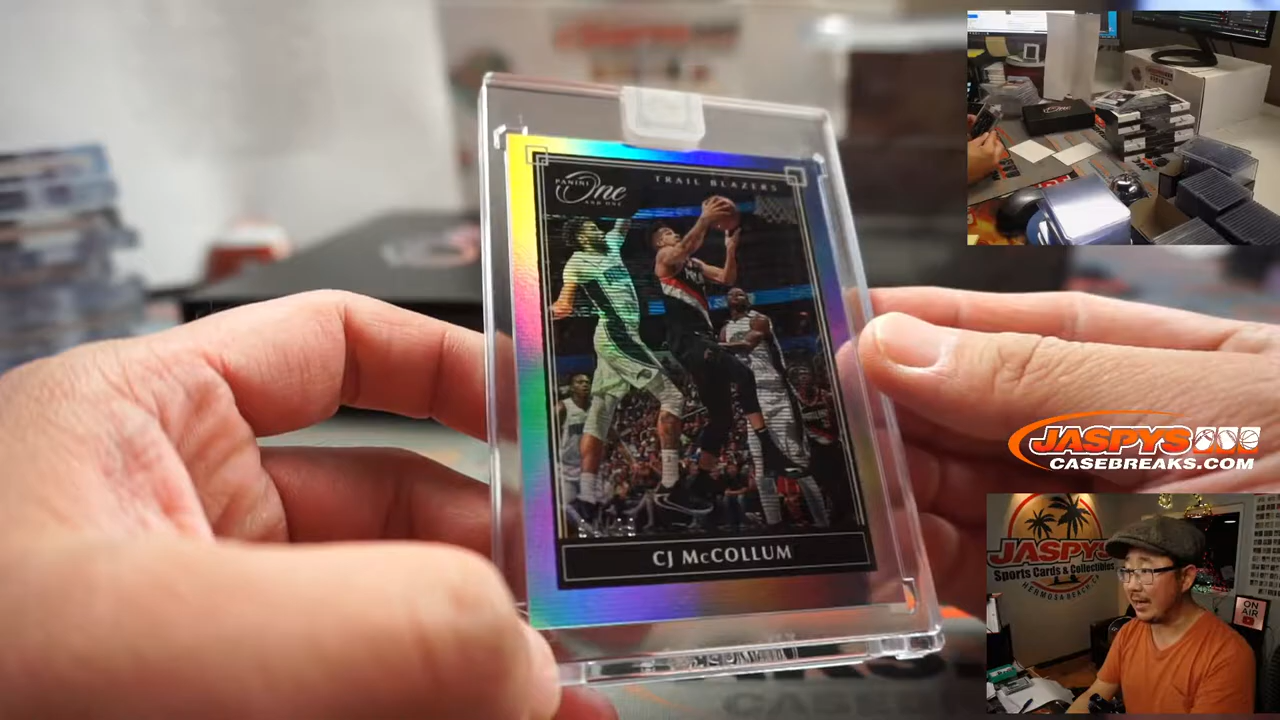 PANINI
One
AND ONE
TRAIL BLAZERS
CJ McCOLLUM
JASPYS
CASEBREAKS.COM
JASPYS
Sports Cards & Collectibles
HERMOSA BEACH, CA
ON
AIR